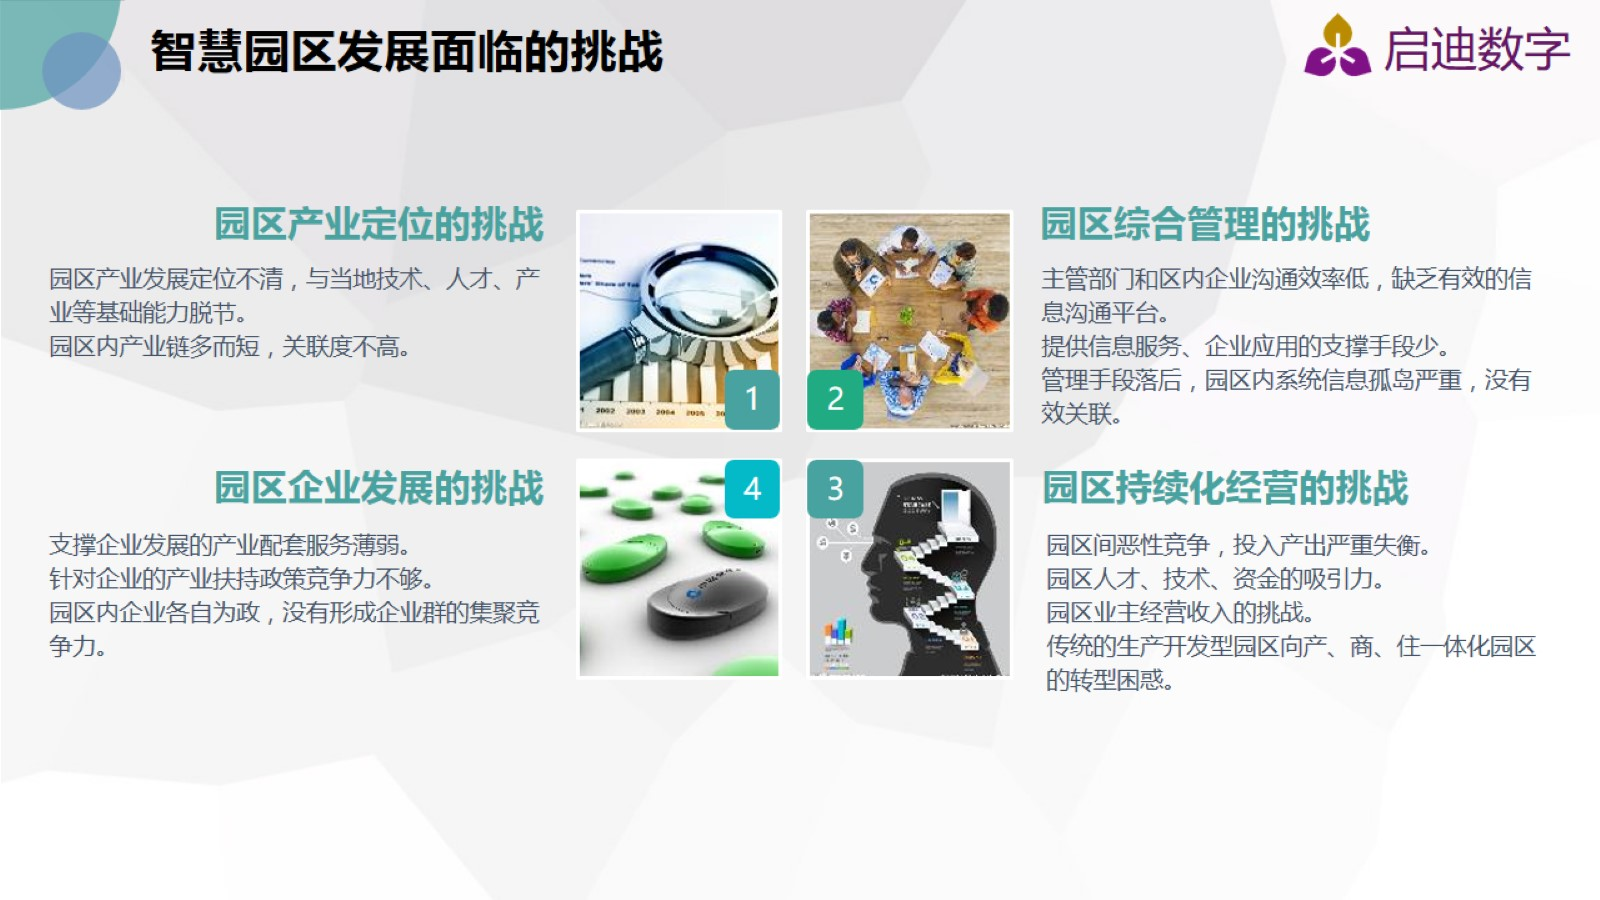 智慧园区发展面临的挑战
启迪数字
园区产业定位的挑战
园区产业发展定位不清，与当地技术、人才、产
业等基础能力脱节。
园区内产业链多而短，关联度不高。
1
2002 2003 2004 2005
2
园区综合管理的挑战
主管部门和区内企业沟通效率低，缺乏有效的信
息沟通平台。
提供信息服务、企业应用的支撑手段少。
管理手段落后，园区内系统信息孤岛严重，没有
效关联。
园区企业发展的挑战
支撑企业发展的产业配套服务薄弱。
针对企业的产业扶持政策竞争力不够。
园区内企业各自为政，没有形成企业群的集聚竞
争力。
4
3
园区持续化经营的挑战
园区间恶性竞争，投入产出严重失衡。
园区人才、技术、资金的吸引力。
园区业主经营收入的挑战。
传统的生产开发型园区向产、商、住一体化园区
的转型困惑。